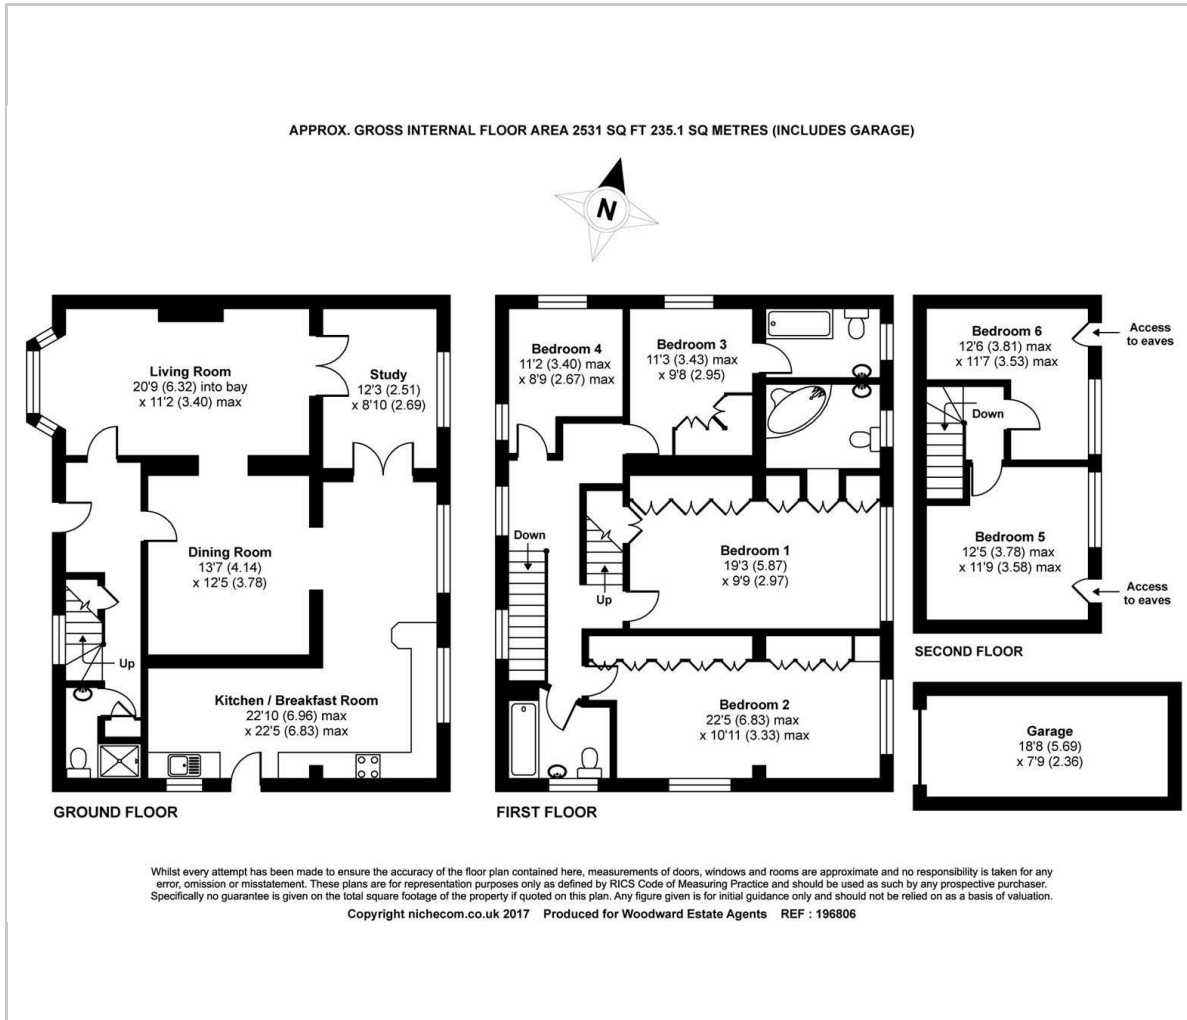 APPROX. GROSS INTERNAL FLOOR AREA 2531 SQ FT 235.1 SQ METRES (INCLUDES GARAGE)
N
Living Room
20'9 (6.32) into bay
x 11'2 (3.40) max
Study
12'3 (2.51)
x 8'10 (2.69)
Dining Room
13'7 (4.14)
x 12'5 (3.78)
Up
Kitchen / Breakfast Room
22'10 (6.96) max
x 22'5 (6.83) max
GROUND FLOOR
Bedroom 4
11'2 (3.40) max
x 8'9 (2.67) max
Bedroom 3
11'3 (3.43) max
x 9'8 (2.95)
Down
Up
Bedroom 1
19'3 (5.87)
x 9'9 (2.97)
Bedroom 2
22'5 (6.83) max
x 10'11 (3.33) max
FIRST FLOOR
Bedroom 6
12'6 (3.81) max
x 11'7 (3.53) max
Access
to eaves
Down
Bedroom 5
12'5 (3.78) max
x 11'9 (3.58) max
Access
to eaves
SECOND FLOOR
Garage
18'8 (5.69)
x 7'9 (2.36)
Whilst every attempt has been made to ensure the accuracy of the floor plan contained here, measurements of doors, windows and rooms are approximate and no responsibility is taken for any
error, omission or misstatement. These plans are for representation purposes only as defined by RICS Code of Measuring Practice and should be used as such by any prospective purchaser.
Specifically no guarantee is given on the total square footage of the property if quoted on this plan. Any figure given is for initial guidance only and should not be relied on as a basis of valuation.
Copyright nichecom.co.uk 2017 Produced for Woodward Estate Agents REF : 196806